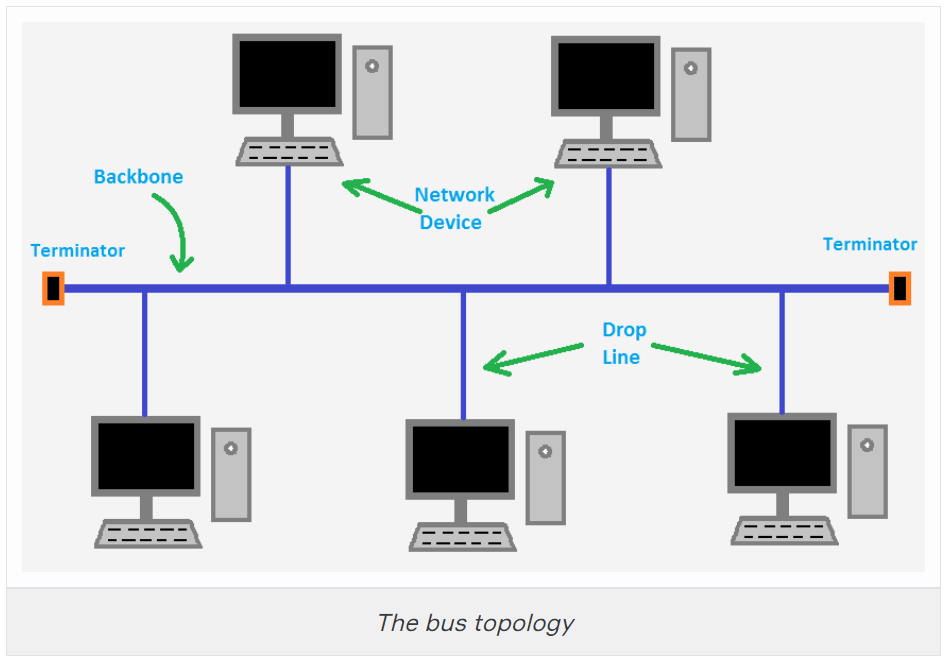 Backbone
Network
Device
Terminator
Terminator
Drop
Line
The bus topology